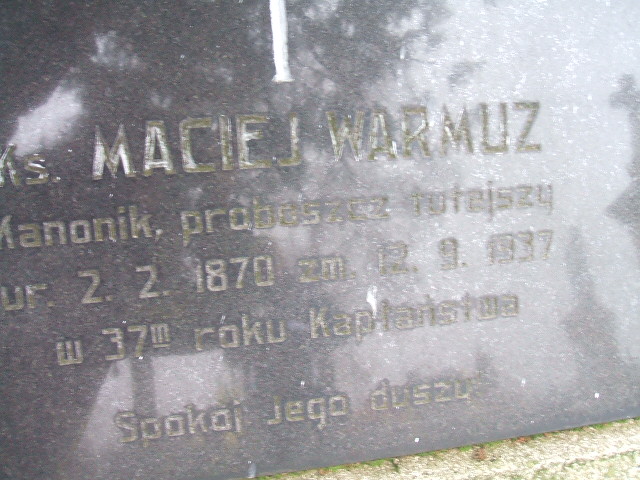 Ks. MACIEJ WARMUZ
Kanonik, proboszcz tutejszy
ur. 2. 2. 1870 zm. 12. 9. 1937
w 37m roku Kapłaństwa
Spokój Jego duszy